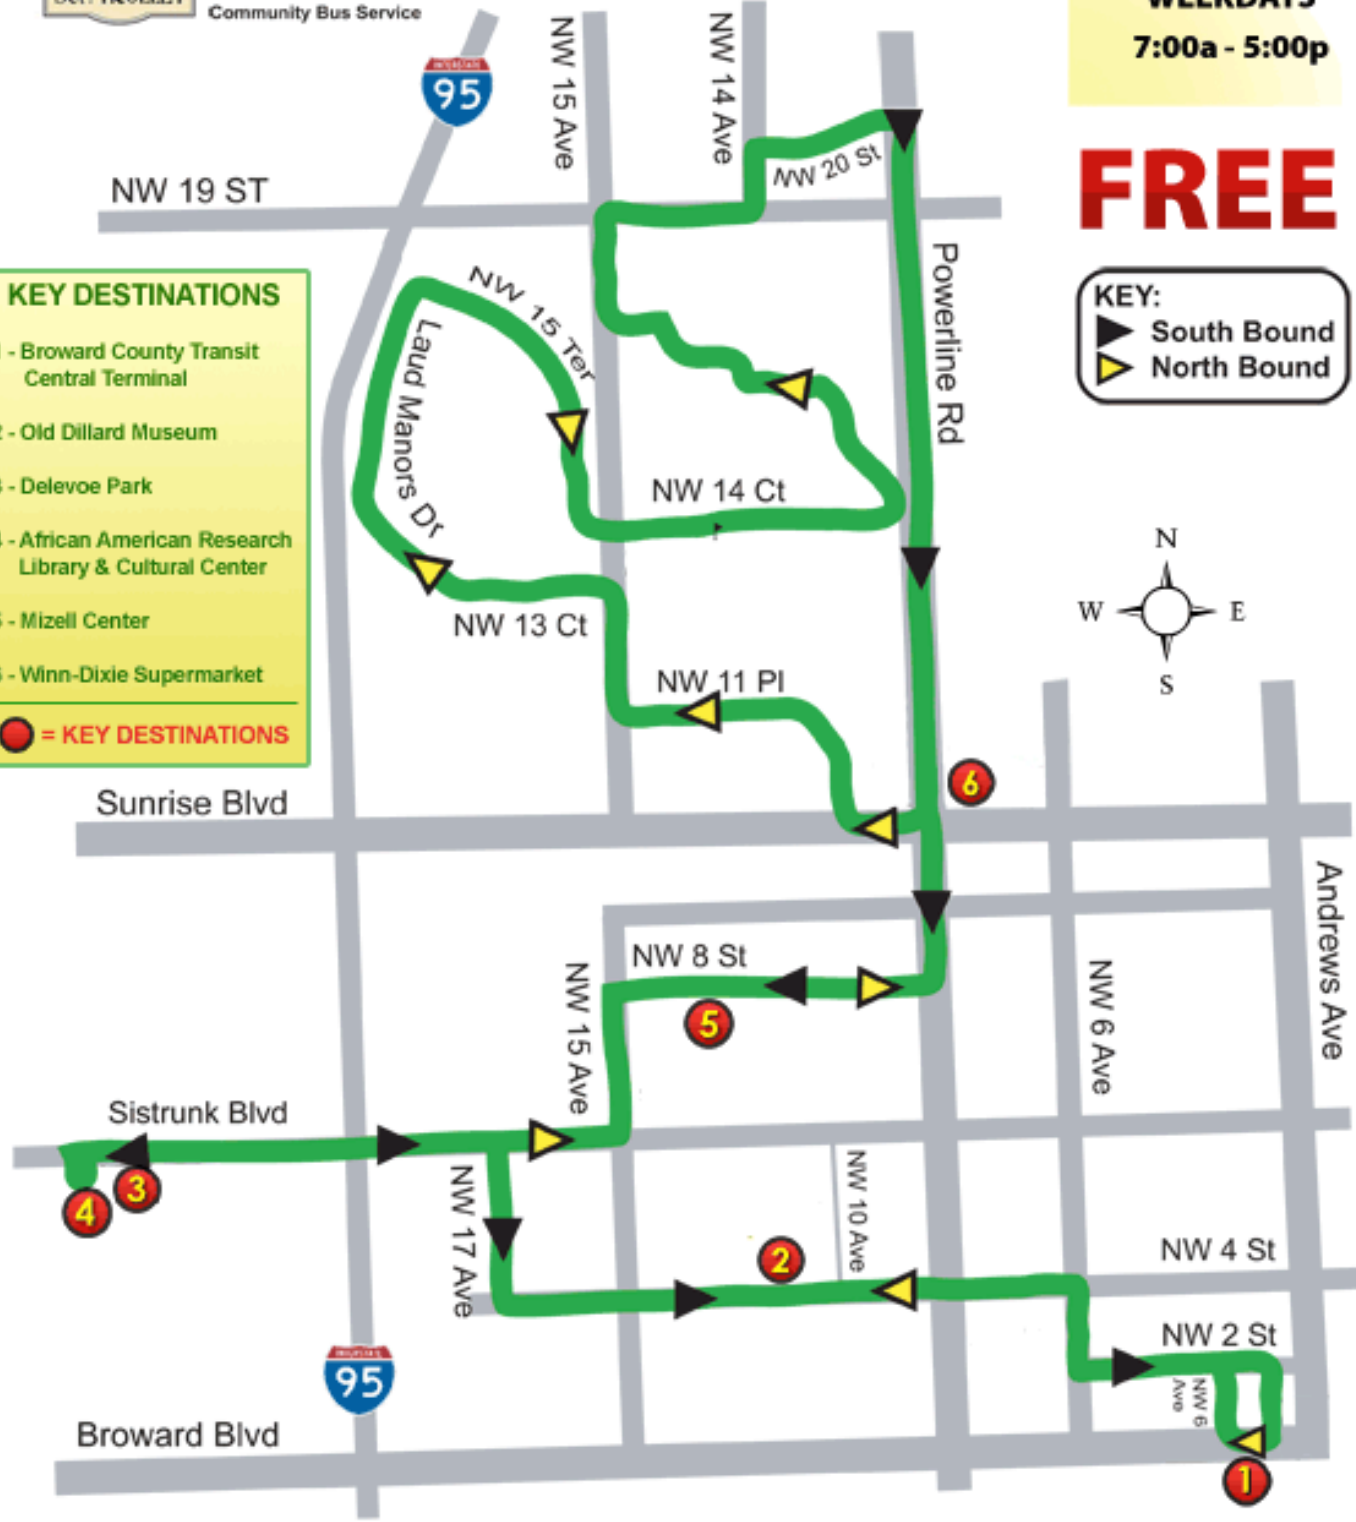 Community Bus Service
WEEKDAYS
7:00a - 5:00p
FREE
KEY:
South Bound
North Bound
INTERSTATE
95
NW 15 Ave
NW 14 Ave
NW 20 St
NW 19 ST
Powerline Rd
KEY DESTINATIONS
- Broward County Transit
Central Terminal
- Old Dillard Museum
- Delevoe Park
- African American Research
Library & Cultural Center
- Mizell Center
- Winn-Dixie Supermarket
= KEY DESTINATIONS
NW 15 Ter
Laud Manors Dr
NW 14 Ct
NW 13 Ct
NW 11 Pl
N
W
E
S
6
Sunrise Blvd
Andrews Ave
NW 8 St
5
NW 15 Ave
NW 6 Ave
Sistrunk Blvd
3
4
NW 17 Ave
NW 10 Ave
2
NW 4 St
NW 2 St
NW 6
Ave
95
Broward Blvd
1